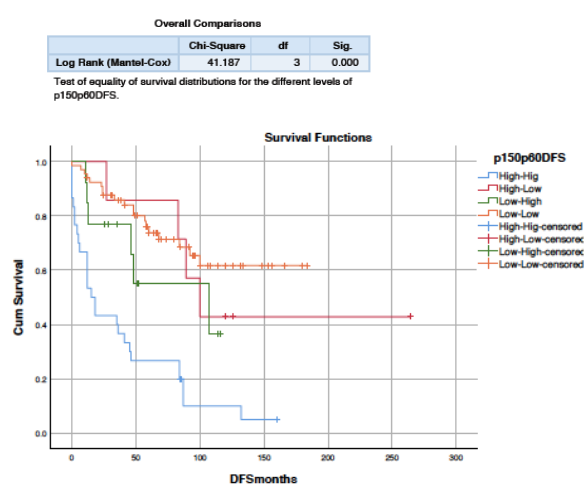 Overall Comparisons
Chi-Square df Sig.
Log Rank (Mantel-Cox) 41.187 3 0.000
Test of equality of survival distributions for the different levels of
p150p60DFS.
Survival Functions
p150p60DFS
High-Hig
High-Low
Low-High
Low-Low
High-Hig-censored
High-Low-censored
Low-High-censored
Low-Low-censored
Cum Survival
1.0
0.8
0.6
0.4
0.2
0.0
0 50 100 150 200 250 300
DFSmonths